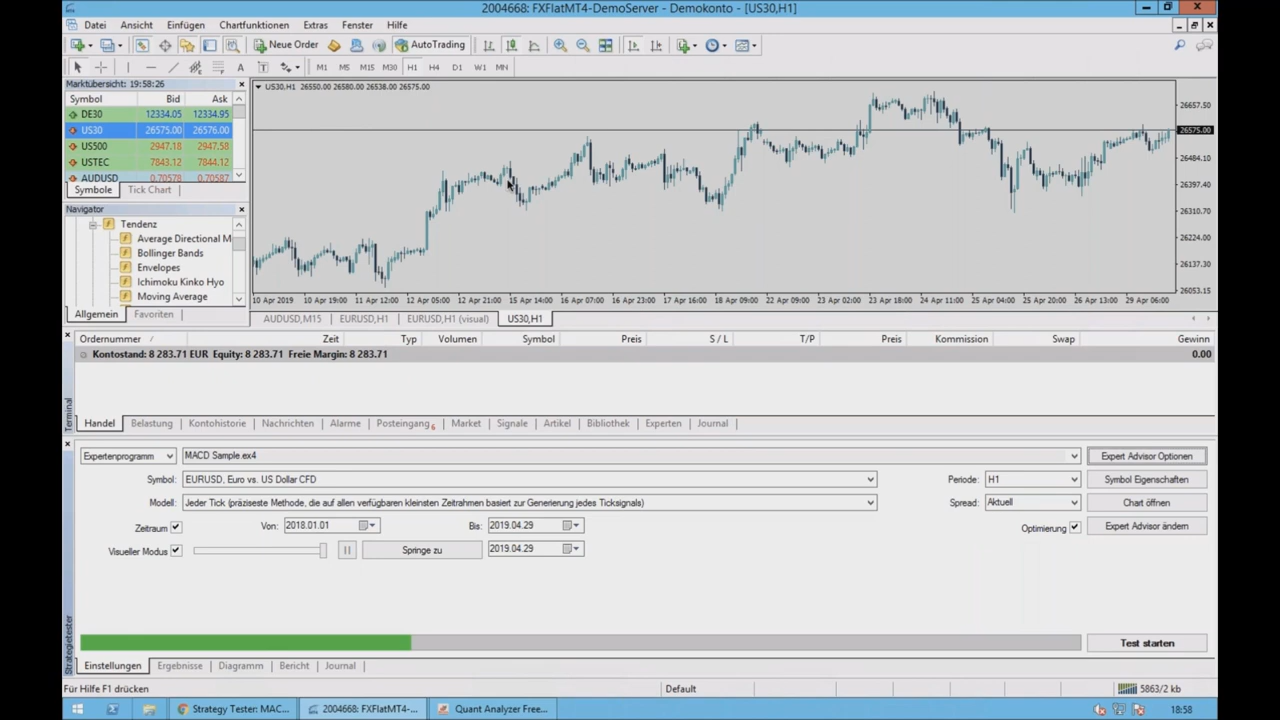 2004668: FXFlatMT4-DemoServer - Demokonto - [US30,H1]
Datei Ansicht Einfügen Chartfunktionen Extras Fenster Hilfe
Neue Order AutoTrading
A T M1 M5 M15 M30 H1 H4 D1 W1 MN
Marktübersicht: 19:58:26
Symbol Bid Ask
DE30 12334.05 12334.95
US30 26575.00 26576.00
US500 2947.18 2947.58
USTEC 7843.12 7844.12
AUDUSD 0.70578 0.70587
Symbole Tick Chart
Navigator
Tendenz
Average Directional M
Bollinger Bands
Envelopes
Ichimoku Kinko Hyo
Moving Average
Allgemein Favoriten
US30,H1 26550.00 26580.00 26538.00 26575.00
26657.50
26575.00
26484.10
26397.40
26310.70
26224.00
26137.30
26053.15
10 Apr 2019 10 Apr 19:00 11 Apr 12:00 12 Apr 05:00 12 Apr 21:00 15 Apr 14:00 16 Apr 07:00 16 Apr 23:00 17 Apr 16:00 18 Apr 09:00 22 Apr 09:00 23 Apr 02:00 23 Apr 18:00 24 Apr 11:00 25 Apr 04:00 25 Apr 20:00 26 Apr 13:00 29 Apr 06:00
AUDUSD,M15 EURUSD,H1 EURUSD,H1 (visual) US30,H1
Ordernummer Zeit Typ Volumen Symbol Preis S / L T/P Preis Kommission Swap Gewinn
Kontostand: 8 283.71 EUR Equity: 8 283.71 Freie Margin: 8 283.71 0.00
Terminal
Handel Belastung Kontohistorie Nachrichten Alarme Posteingang 6 Market Signale Artikel Bibliothek Experten Journal
Expertenprogramm MACD Sample.ex4 Expert Advisor Optionen
Symbol: EURUSD, Euro vs. US Dollar CFD Periode: H1 Symbol Eigenschaften
Modell: Jeder Tick (präziseste Methode, die auf allen verfügbaren kleinsten Zeitrahmen basiert zur Generierung jedes Ticksignals) Spread: Aktuell Chart öffnen
Zeitraum Von: 2018.01.01 Bis: 2019.04.29 Optimierung Expert Advisor ändern
Visueller Modus Springe zu 2019.04.29
Strategietester
Test starten
Einstellungen Ergebnisse Diagramm Bericht Journal
Für Hilfe F1 drücken Default 5863/2 kb
Strategy Tester: MAC... 2004668: FXFlatMT4-... Quant Analyzer Free... 18:58